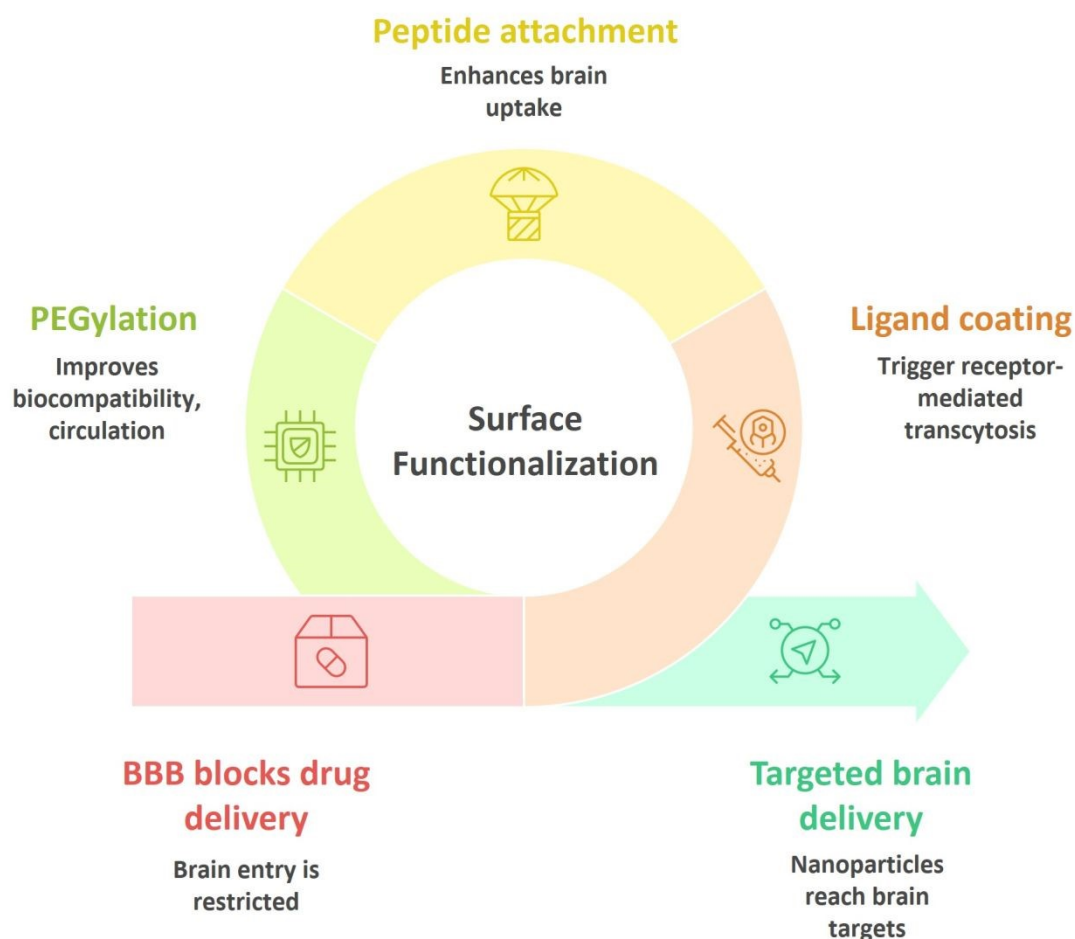 Peptide attachment
Enhances brain
uptake
PEGylation
Improves
biocompatibility,
circulation
Ligand coating
Trigger receptor-
mediated
transcytosis
Surface
Functionalization
BBB blocks drug
delivery
Brain entry is
restricted
Targeted brain
delivery
Nanoparticles
reach brain
targets